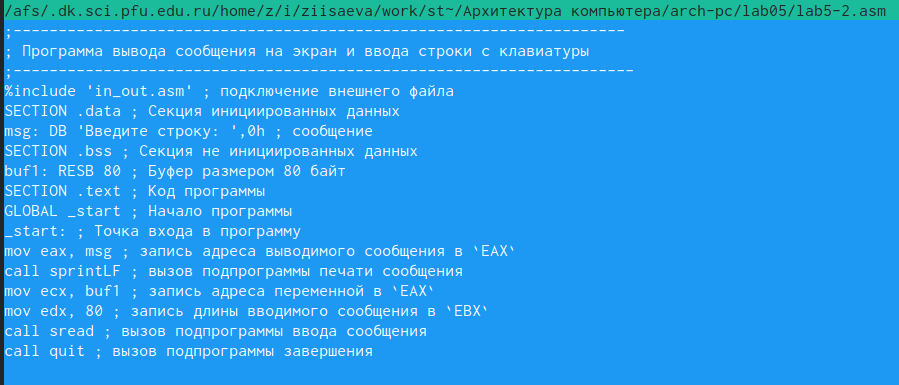 /afs/.dk.sci.pfu.edu.ru/home/z/i/ziisaeva/work/st~/Архитектура компьютера/arch-pc/lab05/lab5-2.asm
;--------------------------------------------------------------------
; Программа вывода сообщения на экран и ввода строки с клавиатуры
;---------------------------------------------------------------------
%include 'in_out.asm' ; подключение внешнего файла
SECTION .data ; Секция инициированных данных
msg: DB 'Введите строку: ',0h ; сообщение
SECTION .bss ; Секция не инициированных данных
buf1: RESB 80 ; Буфер размером 80 байт
SECTION .text ; Код программы
GLOBAL _start ; Начало программы
_start: ; Точка входа в программу
mov eax, msg ; запись адреса выводимого сообщения в `EAX`
call sprintLF ; вызов подпрограммы печати сообщения
mov ecx, buf1 ; запись адреса переменной в `EAX`
mov edx, 80 ; запись длины вводимого сообщения в `EBX`
call sread ; вызов подпрограммы ввода сообщения
call quit ; вызов подпрограммы завершения